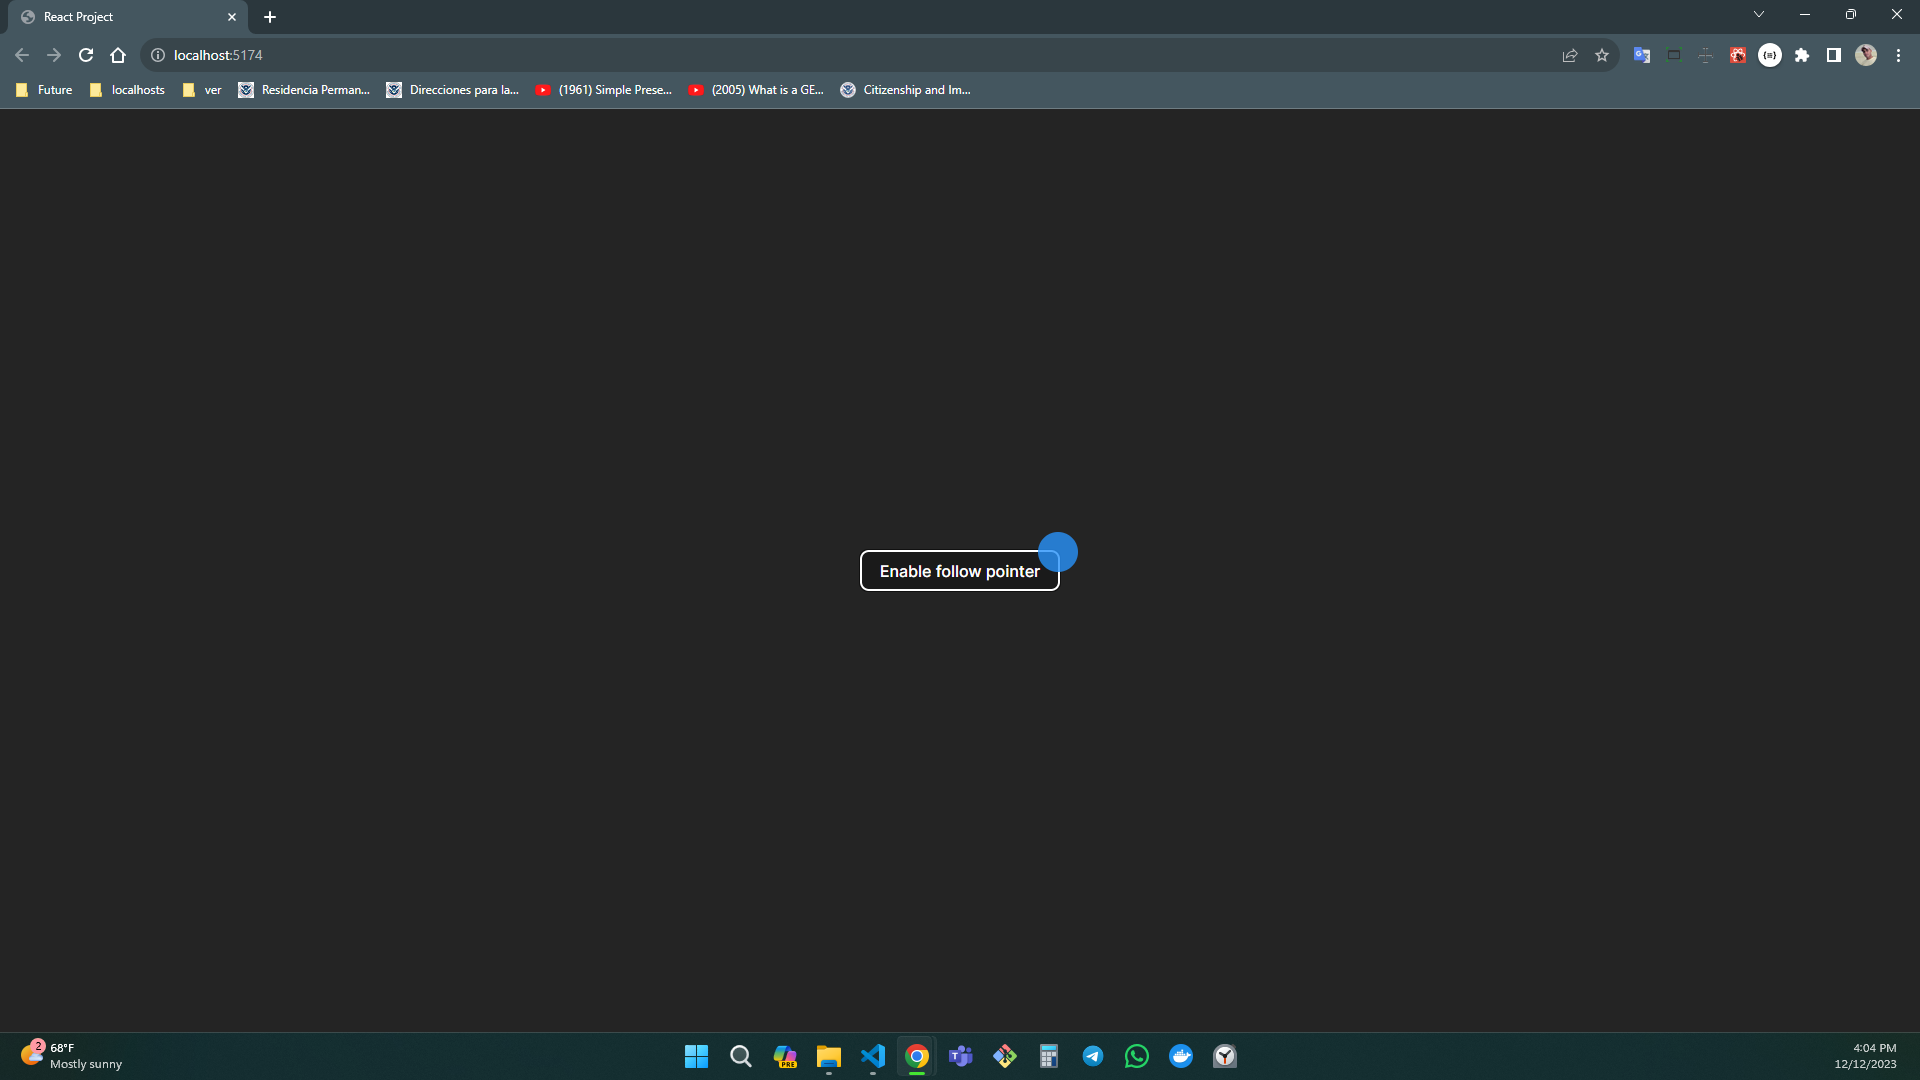 React Project
localhost:5174
Future
localhosts
ver
Residencia Perman...
Direcciones para la...
(1961) Simple Prese...
(2005) What is a GE...
Citizenship and Im...
Enable follow pointer
2
68°F
Mostly sunny
PRE
4:04 PM
12/12/2023